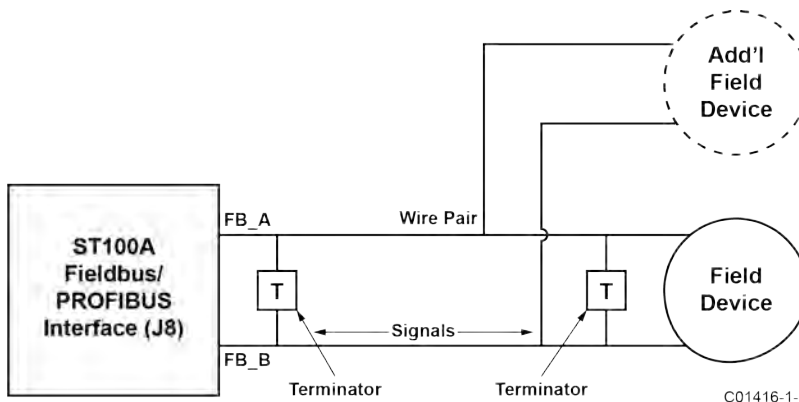 Add'l
Field
Device
FB_A
Wire Pair
ST100A
Fieldbus/
PROFIBUS
Interface (J8)
T
T
Field
Device
Signals
FB_B
Terminator
Terminator
C01416-1-